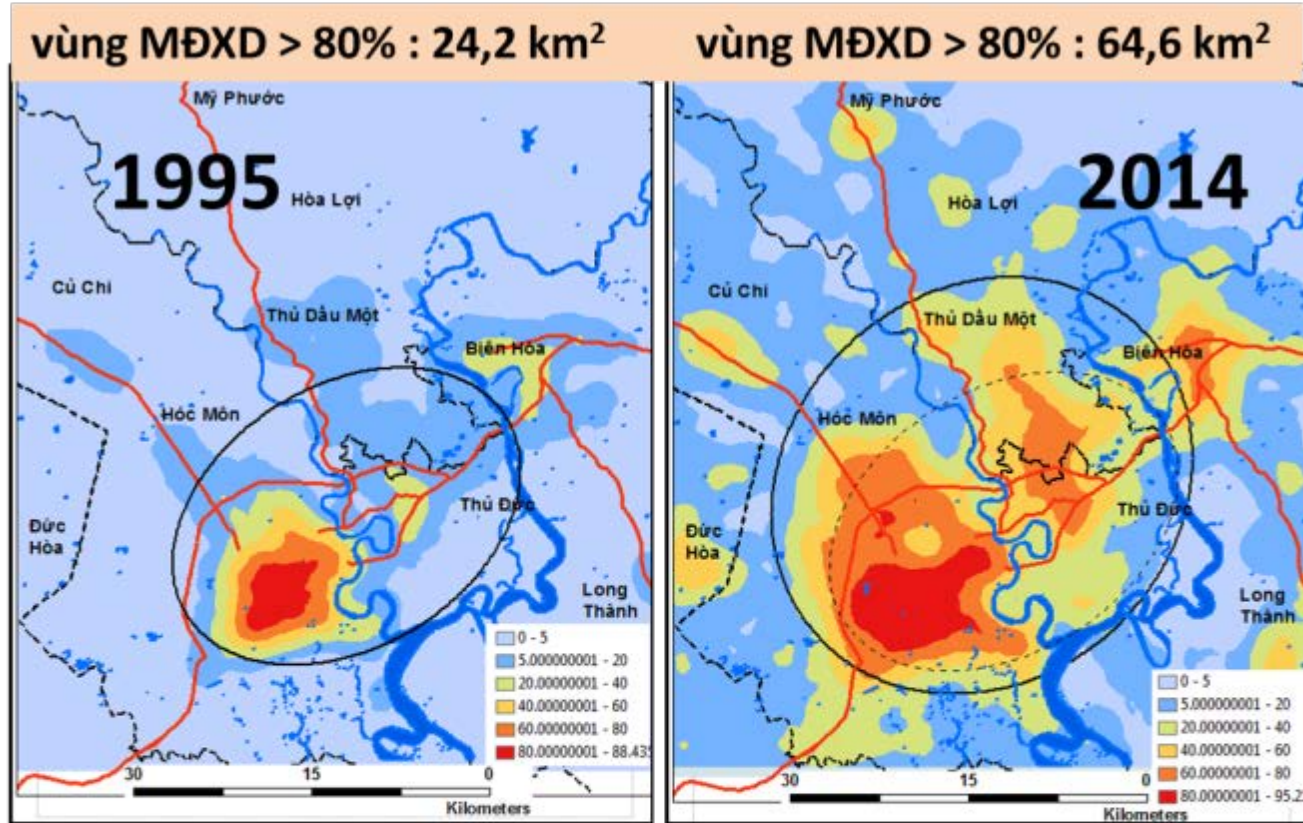 vùng MĐXD > 80% : 24,2 km²
1995
Mỹ Phước
Hòa Lợi
Củ Chi
Thủ Dầu Một
Biên Hòa
Hóc Môn
Thủ Đức
Đức
Hòa
Long
Thành
0 - 5
5.000000001 - 20
20.00000001 - 40
40.00000001 - 60
60.00000001 - 80
80.00000001 - 88.435
30 15 0
Kilometers
vùng MĐXD > 80% : 64,6 km²
2014
Mỹ Phước
Hòa Lợi
Củ Chi
Thủ Dầu Một
Biên Hòa
Hóc Môn
Thủ Đức
Đức
Hòa
Long
Thành
0 - 5
5.000000001 - 20
20.00000001 - 40
40.00000001 - 60
60.00000001 - 80
80.00000001 - 95.2
30 15 0
Kilometers